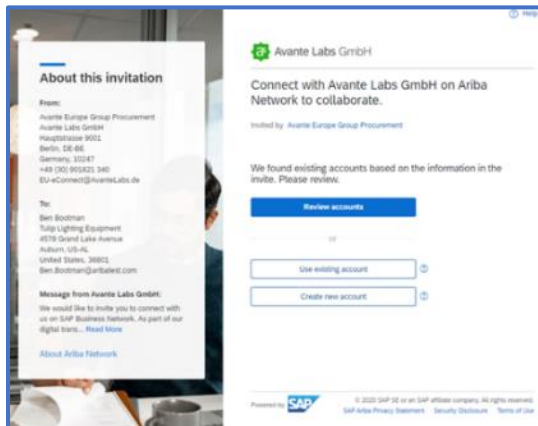 Help
About this invitation
From:
Avante Europe Group Procurement
Avante Labs GmbH
Hauptstrasse 9001
Berlin, DE-BE
Germany, 10247
+49 (30) 901821 340
EU-eConnect@AvanteLabs.de
To:
Ben Bootman
Tulip Lighting Equipment
4579 Grand Lake Avenue
Auburn, US-AL
United States, 36801
Ben.Bootman@aribatest.com
Message from Avante Labs GmbH:
We would like to invite you to connect with
us on SAP Business Network. As part of our
digital trans... Read More
About Ariba Network
Avante Labs GmbH
Connect with Avante Labs GmbH on Ariba
Network to collaborate.
Invited by Avante Europe Group Procurement
We found existing accounts based on the information in the
invite. Please review.
Review accounts
or
Use existing account
Create new account
Powered by SAP
© 2020 SAP SE or an SAP affiliate company. All rights reserved.
SAP Ariba Privacy Statement Security Disclosure Terms of Use